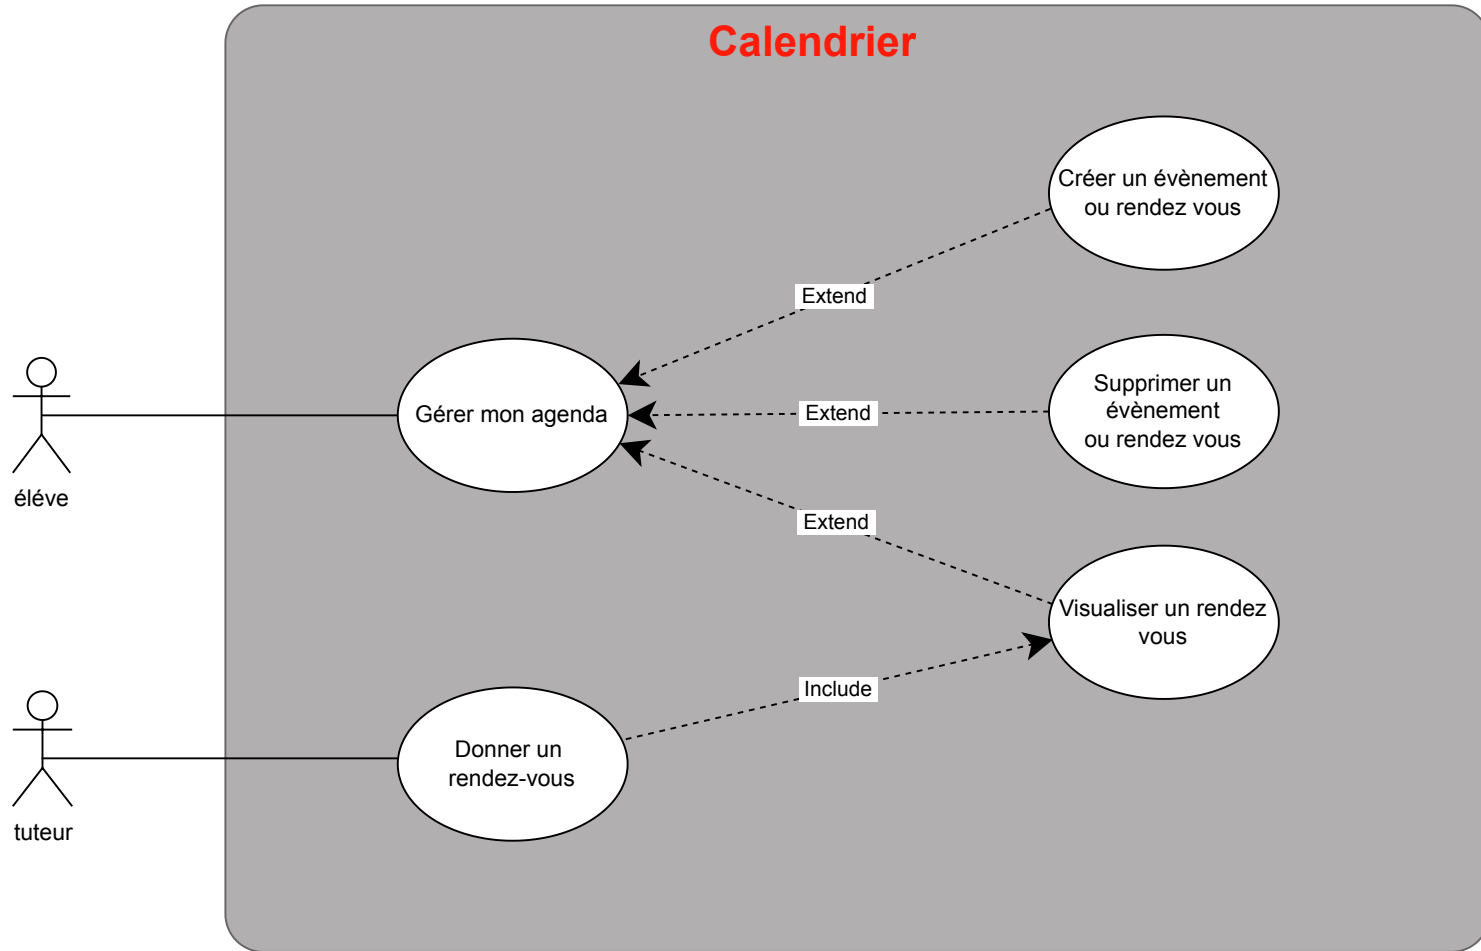 Calendrier
Créer un évènement
ou rendez vous
Extend
Gérer mon agenda
Extend
Supprimer un
évènement
ou rendez vous
éléve
Extend
Visualiser un rendez
vous
Include
Donner un
rendez-vous
tuteur